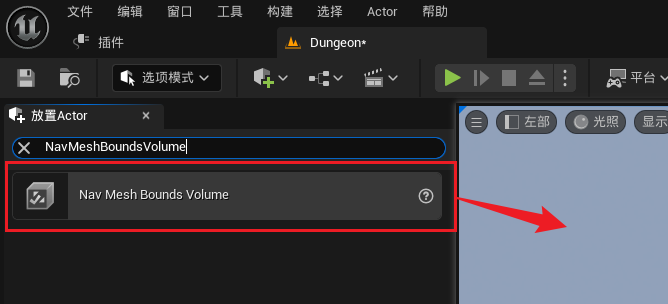 文件 编辑 窗口 工具 构建 选择 Actor 帮助
插件 Dungeon*
选项模式 平台
放置Actor
左部 光照 显示
NavMeshBoundsVolume
Nav Mesh Bounds Volume